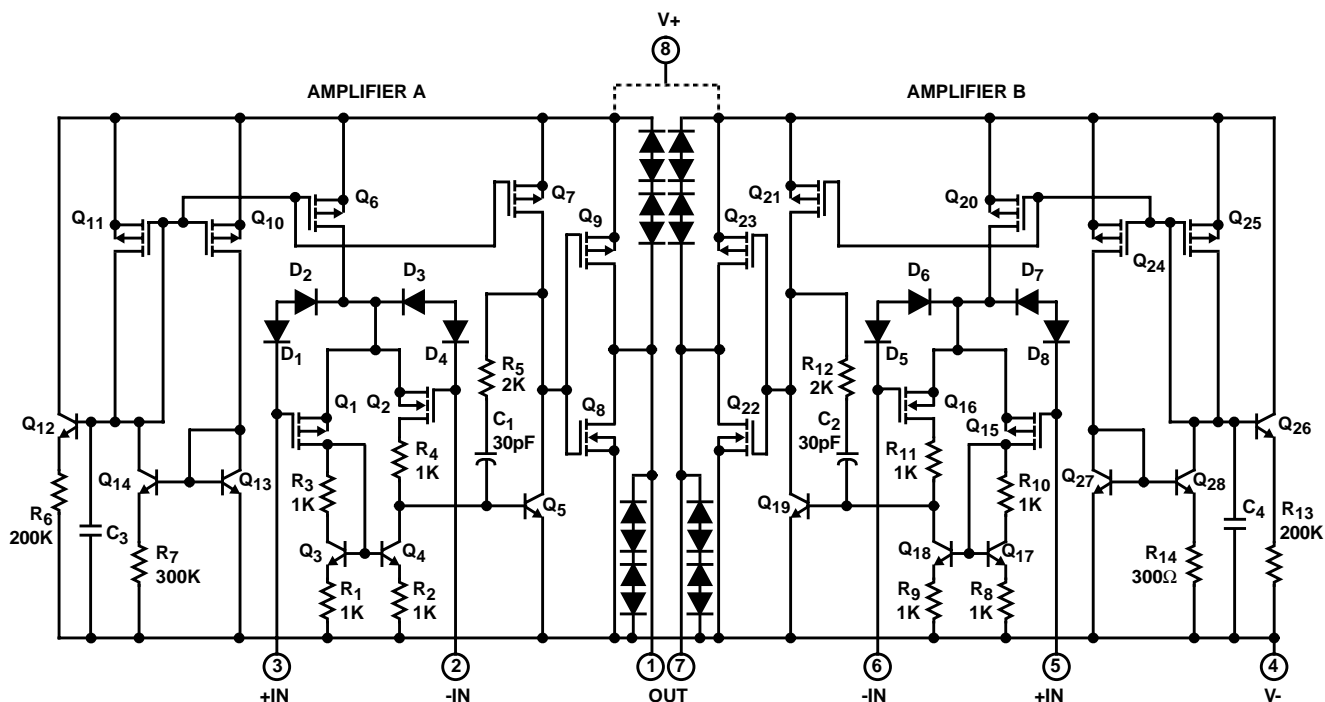 V+
8
AMPLIFIER A
AMPLIFIER B
Q11
Q10
Q6
Q7
Q9
Q23
Q21
Q20
Q24
Q25
D2
D3
D6
D7
D1
D4
D5
D8
Q12
Q1
Q2
R5
2K
C1
30pF
Q8
Q22
R12
2K
C2
30pF
Q16
Q15
Q26
R4
1K
R11
1K
Q14
Q13
R3
1K
Q5
Q19
R10
1K
Q27
Q28
R6
200K
C3
R7
300K
Q3
Q4
Q18
Q17
R14
300Ω
C4
R13
200K
R1
1K
R2
1K
R9
1K
R8
1K
3
2
1
7
6
5
4
+IN
-IN
OUT
-IN
+IN
V-